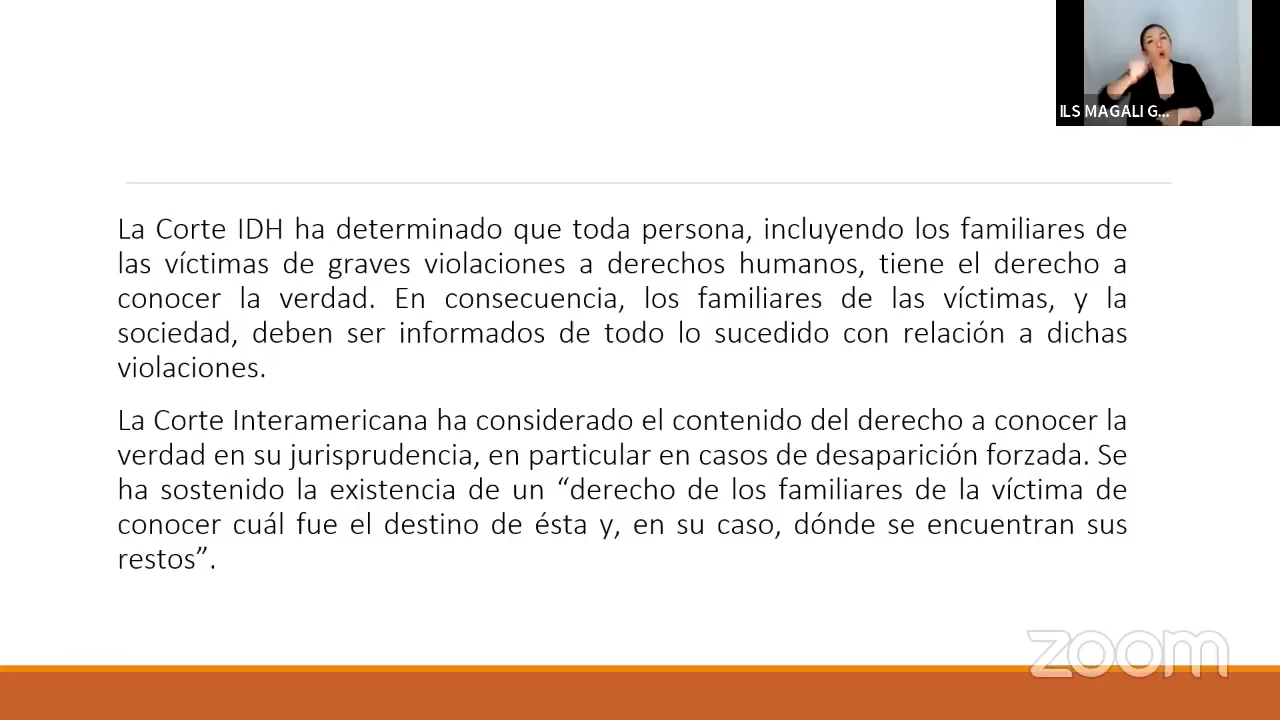 ILS MAGALI G...
La Corte IDH ha determinado que toda persona, incluyendo los familiares de
las víctimas de graves violaciones a derechos humanos, tiene el derecho a
conocer la verdad. En consecuencia, los familiares de las víctimas, y la
sociedad, deben ser informados de todo lo sucedido con relación a dichas
violaciones.
La Corte Interamericana ha considerado el contenido del derecho a conocer la
verdad en su jurisprudencia, en particular en casos de desaparición forzada. Se
ha sostenido la existencia de un “derecho de los familiares de la víctima de
conocer cuál fue el destino de ésta y, en su caso, dónde se encuentran sus
restos”.
zoom